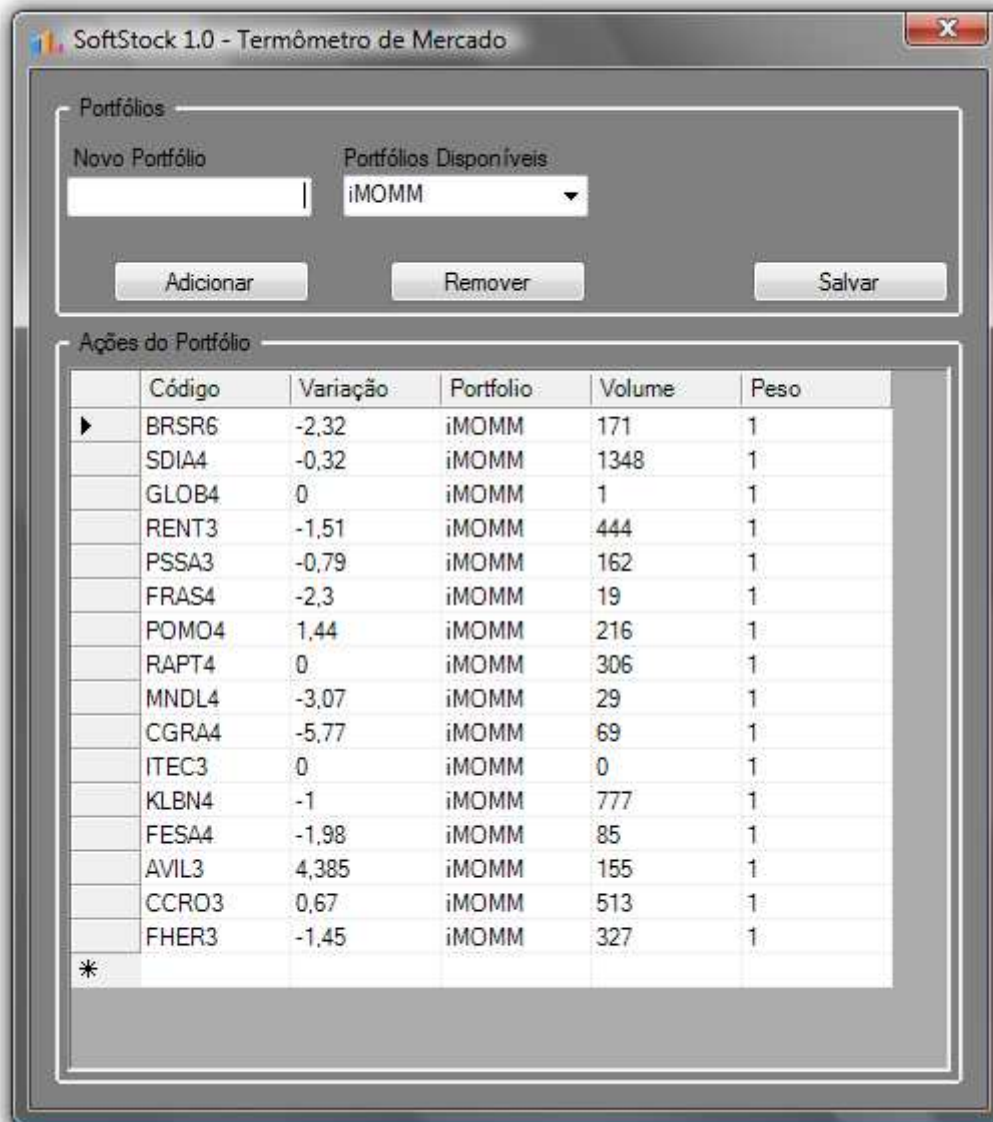 SoftStock 1.0 - Termômetro de Mercado
Portfólios
Novo Portfólio Portfólios Disponíveis
iMOMM
Adicionar Remover Salvar
Ações do Portfólio
Código Variação Portfolio Volume Peso
BRSR6 -2,32 iMOMM 171 1
SDIA4 -0,32 iMOMM 1348 1
GLOB4 0 iMOMM 1 1
RENT3 -1,51 iMOMM 444 1
PSSA3 -0,79 iMOMM 162 1
FRAS4 -2,3 iMOMM 19 1
POMO4 1,44 iMOMM 216 1
RAPT4 0 iMOMM 306 1
MNDL4 -3,07 iMOMM 29 1
CGRA4 -5,77 iMOMM 69 1
ITEC3 0 iMOMM 0 1
KLBN4 -1 iMOMM 777 1
FESA4 -1,98 iMOMM 85 1
AVIL3 4,385 iMOMM 155 1
CCRO3 0,67 iMOMM 513 1
FHER3 -1,45 iMOMM 327 1